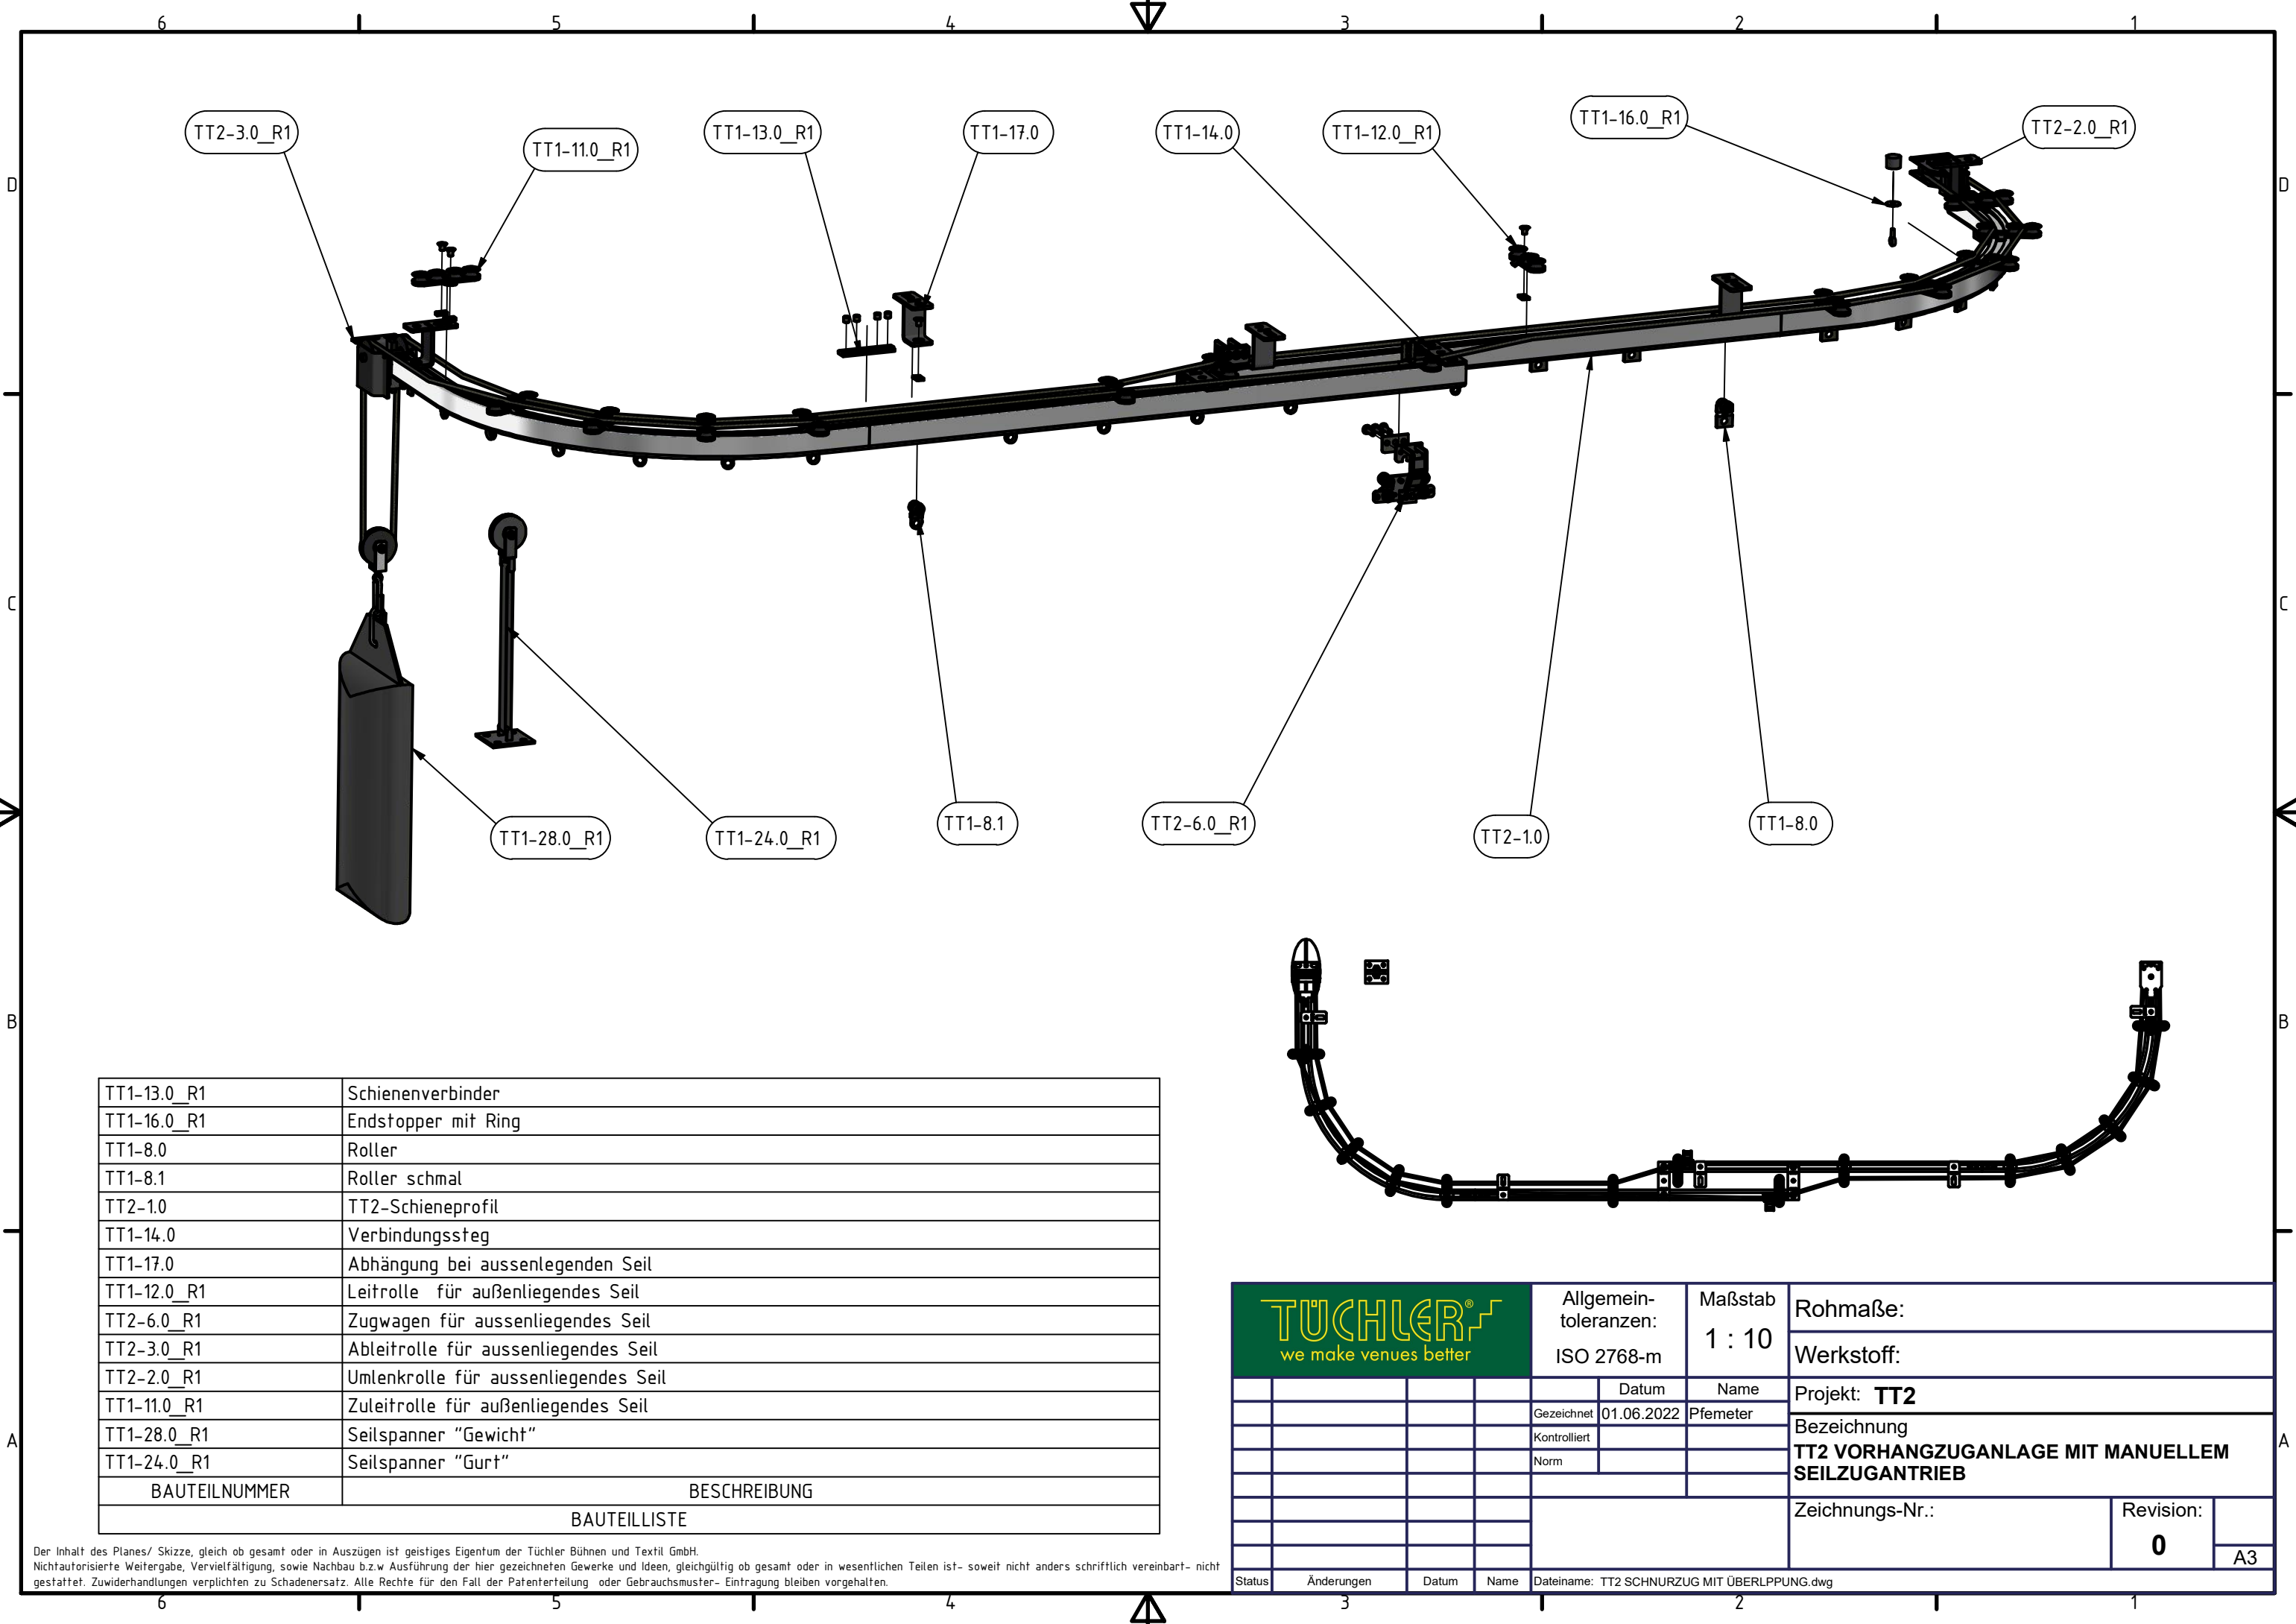 6 5 4 3 2 1
D D
C C
B B
A A
TT2-3.0_R1
TT1-11.0_R1
TT1-13.0_R1
TT1-17.0
TT1-14.0
TT1-12.0_R1
TT1-16.0_R1
TT2-2.0_R1
TT1-28.0_R1
TT1-24.0_R1
TT1-8.1
TT2-6.0_R1
TT2-1.0
TT1-8.0
TT1-13.0_R1 Schienenverbinder
TT1-16.0_R1 Endstopper mit Ring
TT1-8.0 Roller
TT1-8.1 Roller schmal
TT2-1.0 TT2-Schieneprofil
TT1-14.0 Verbindungssteg
TT1-17.0 Abhängung bei aussenlegenden Seil
TT1-12.0_R1 Leitrolle für außenliegendes Seil
TT2-6.0_R1 Zugwagen für aussenliegendes Seil
TT2-3.0_R1 Ableitrolle für aussenliegendes Seil
TT2-2.0_R1 Umlenkrolle für aussenliegendes Seil
TT1-11.0_R1 Zuleitrolle für außenliegendes Seil
TT1-28.0_R1 Seilspanner "Gewicht"
TT1-24.0_R1 Seilspanner "Gurt"
BAUTEILNUMMER BESCHREIBUNG
BAUTEILLISTE
Der Inhalt des Planes/ Skizze, gleich ob gesamt oder in Auszügen ist geistiges Eigentum der Tüchler Bühnen und Textil GmbH.
Nichtautorisierte Weitergabe, Vervielfältigung, sowie Nachbau b.z.w Ausführung der hier gezeichneten Gewerke und Ideen, gleichgültig ob gesamt oder in wesentlichen Teilen ist- soweit nicht anders schriftlich vereinbart- nicht
gestattet. Zuwiderhandlungen verplichten zu Schadenersatz. Alle Rechte für den Fall der Patenterteilung oder Gebrauchsmuster- Eintragung bleiben vorgehalten.
TÜCHLER®
we make venues better
Allgemein-
toleranzen:
ISO 2768-m
Maßstab
1 : 10
Rohmaße:
Werkstoff:
Datum Name
Gezeichnet 01.06.2022 Pfemeter
Kontrolliert
Norm
Projekt: TT2
Bezeichnung
TT2 VORHANGZUGANLAGE MIT MANUELLEM
SEILZUGANTRIEB
Zeichnungs-Nr.:
Revision:
0
A3
Status Änderungen Datum Name Dateiname: TT2 SCHNURZUG MIT ÜBERLPPUNG.dwg
6 5 4 3 2 1